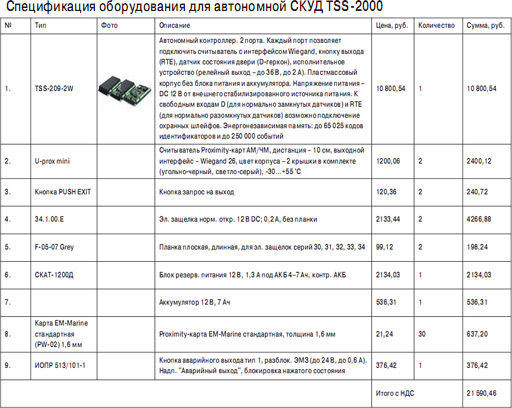 Спецификация оборудования для автономной СКУД TSS-2000
№ Тип Фото Описание Цена, руб. Количество Сумма, руб.
Автономный контроллер. 2 порта. Каждый порт позволяет
подключить считыватель с интерфейсом Wiegand, кнопку выхода
(RTE), датчик состояния двери (D-геркон), исполнительное
устройство (релейный выход – до 36 В, до 2 А). Пластмассовый
корпус без блока питания и аккумулятора. Напряжение питания –
1. TSS-209-2W DC 12 В от внешнего стабилизированного источника питания. К 10 800,54 1 10 800,54
свободным входам D (для нормально замкнутых датчиков) и RTE
(для нормально разомкнутых датчиков) возможно подключение
охранных шлейфов. Энергонезависимая память: до 65 025 кодов
идентификаторов и до 250 000 событий
Считыватель Proximity-карт АМ/ЧМ, дистанция – 10 см, выходной
2. U-prox mini интерфейс – Wiegand 26, цвет корпуса – 2 крышки в комплекте 1200,06 2 2400,12
(угольно-черный, светло-серый), -30...+55 °С
3. Кнопка PUSH EXIT Кнопка запрос на выход 120,36 2 240,72
4. 34.1.00.E Эл. защелка норм. откр. 12 В DC; 0,2 А, без планки 2133,44 2 4266,88
5. F-05-07 Grey Планка плоская, длинная, для эл. защелок серий 30, 31, 32, 33, 34 99,12 2 198,24
6. СКАТ-1200Д Блок резерв. питания 12 В, 1,3 А под АКБ 4–7 Ач, контр. АКБ 2134,03 1 2134,03
7. Аккумулятор 12 В, 7 Ач 536,31 1 536,31
Карта EM-Marine
8. стандартная Proximity-карта EM-Marine стандартная, толщина 1,6 мм 21,24 30 637,20
(PW-02) 1,6 мм
9. ИОПР 513/101-1 Кнопка аварийного выхода тип 1, разблок. ЭМЗ (до 24 В, до 0,6 А). 376,42 1 376,42
Надп. "Аварийный выход", блокировка нажатого состояния
Итого с НДС 21 590,46